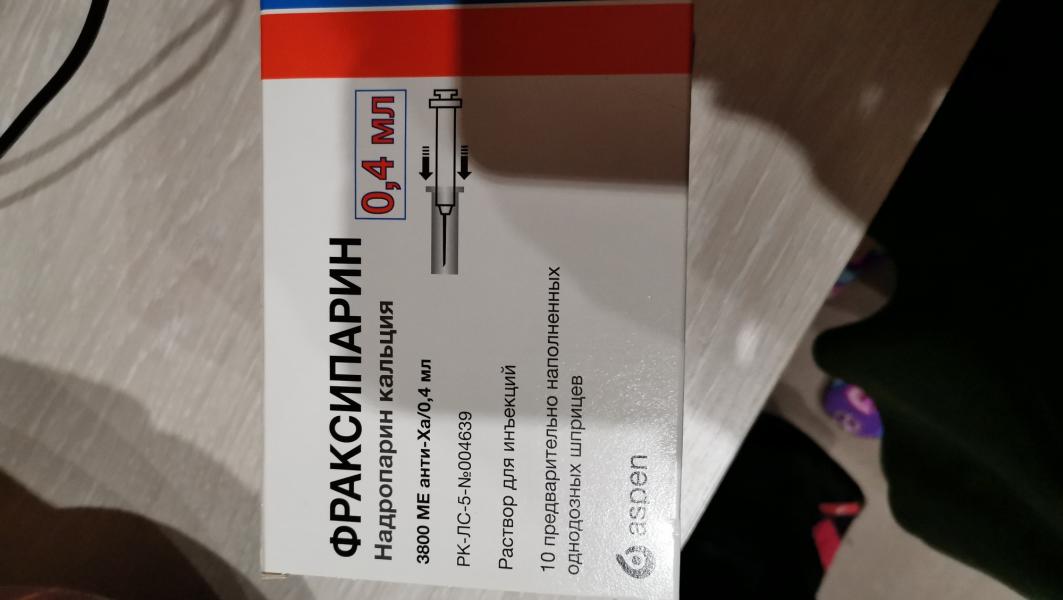 ФРАКСИПАРИН
0,4 мл
Надропарин кальция
3800 МЕ анти-Ха/0,4 мл
РК-ЛС-5-№004639
Раствор для инъекций
10 предварительно наполненных
однодозных шприцев
aspen